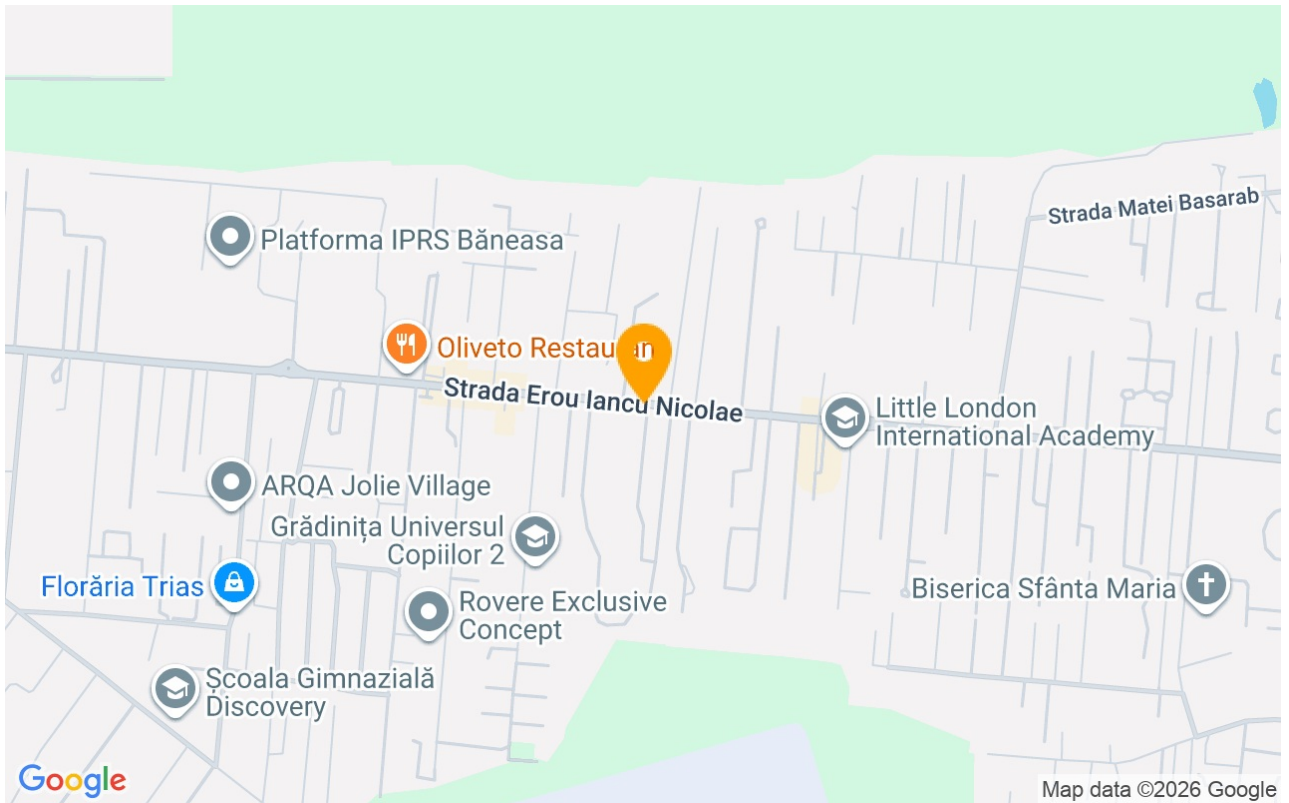 Strada Matei Basarab
Platforma IPRS Băneasa
Oliveto Restauran
Strada Erou Iancu Nicolae
Little London
International Academy
ARQA Jolie Village
Grădinița Universul
Copiilor 2
Florăria Trias
Biserica Sfânta Maria
Rovere Exclusive
Concept
Școala Gimnazială
Discovery
Google
Map data ©2026 Google